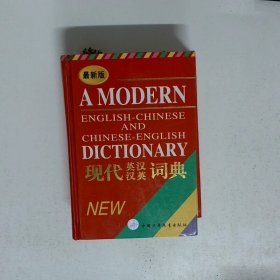 最新版
A MODERN
ENGLISH-CHINESE
AND
CHINESE-ENGLISH
DICTIONARY
现代英汉汉英词典
NEW